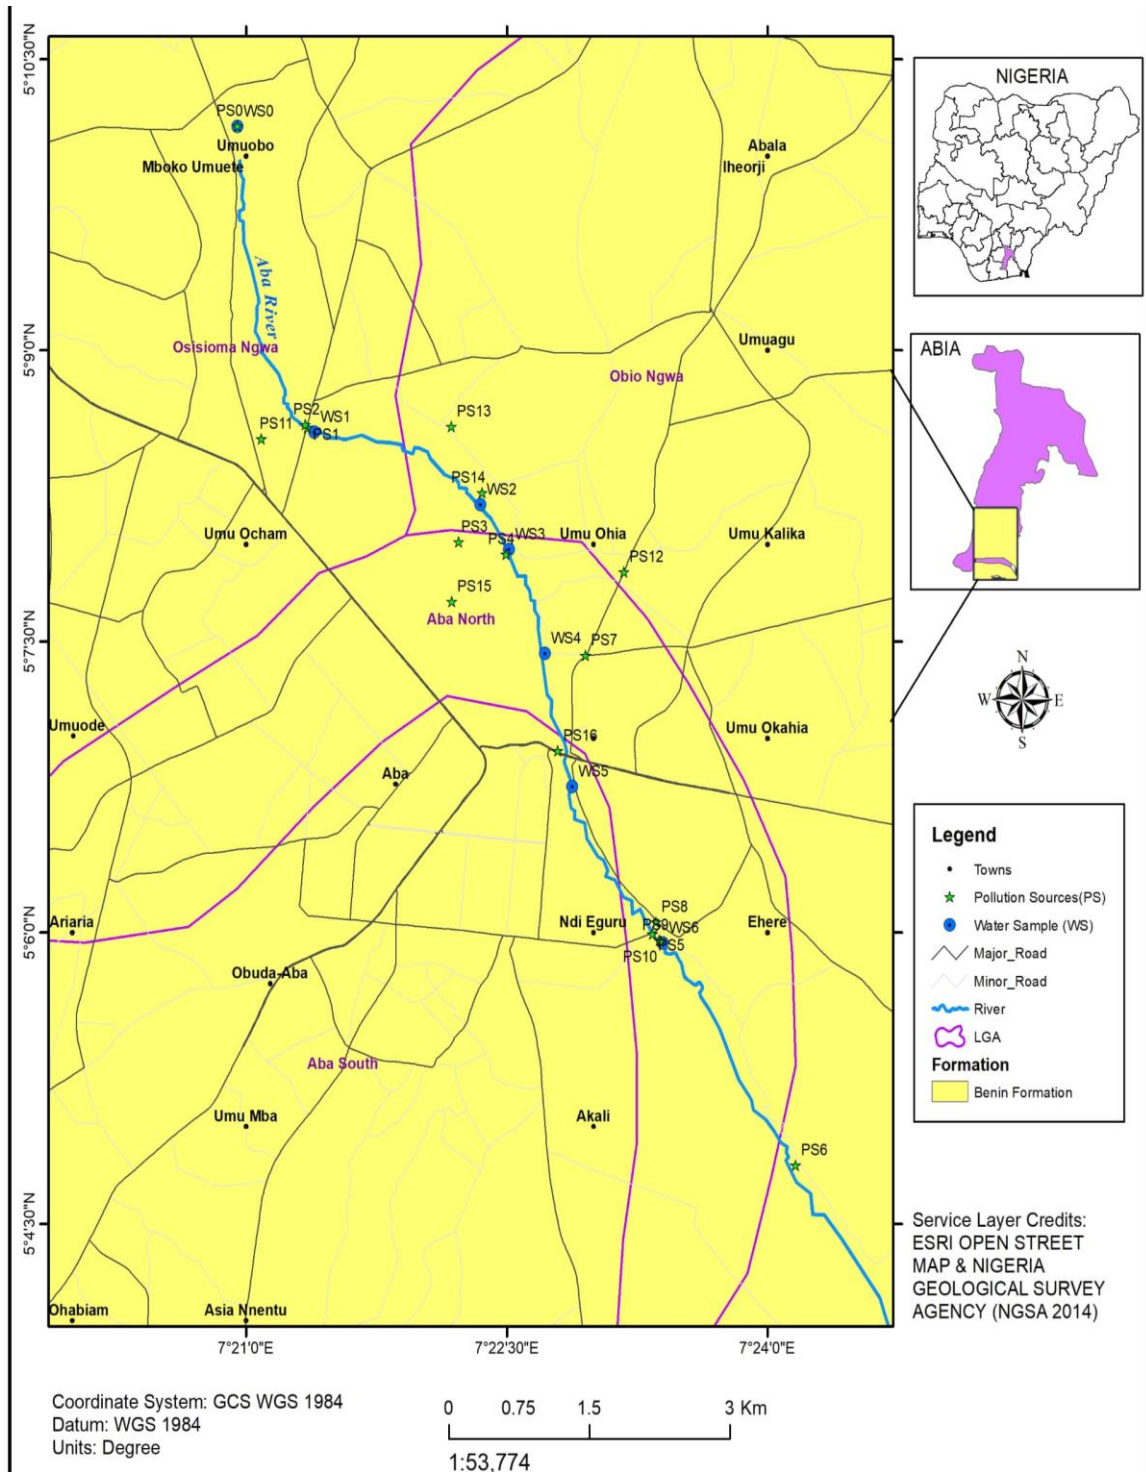 5°10'30"N
PS0WS0
Umuobo
Mboko Umuete
Abala
Iheorji
Aba River
5°9'0"N
Osisioma Ngwa
Umuagu
Obio Ngwa
PS2
WS1
PS11
PS1
PS13
PS14
WS2
Umu Ocham
PS3
PS4
WS3
Umu Ohia
Umu Kalika
PS12
PS15
Aba North
5°7'30"N
WS4
PS7
Umuode
PS16
Umu Okahia
Aba
WS5
5°6'0"N
Ariaria
Ndi Eguru
PS8
PS9
WS6
PS10
PS5
Ehere
Obuda-Aba
Aba South
Umu Mba
Akali
PS6
5°4'30"N
Ohabiam
Asia Nnentu
7°21'0"E
7°22'30"E
7°24'0"E
NIGERIA
ABIA
N
W
E
S
Legend
Towns
Pollution Sources(PS)
Water Sample (WS)
Major_Road
Minor_Road
River
LGA
Formation
Benin Formation
Service Layer Credits:
ESRI OPEN STREET
MAP & NIGERIA
GEOLOGICAL SURVEY
AGENCY (NGSA 2014)
Coordinate System: GCS WGS 1984
Datum: WGS 1984
Units: Degree
0 0.75 1.5 3 Km
1:53,774